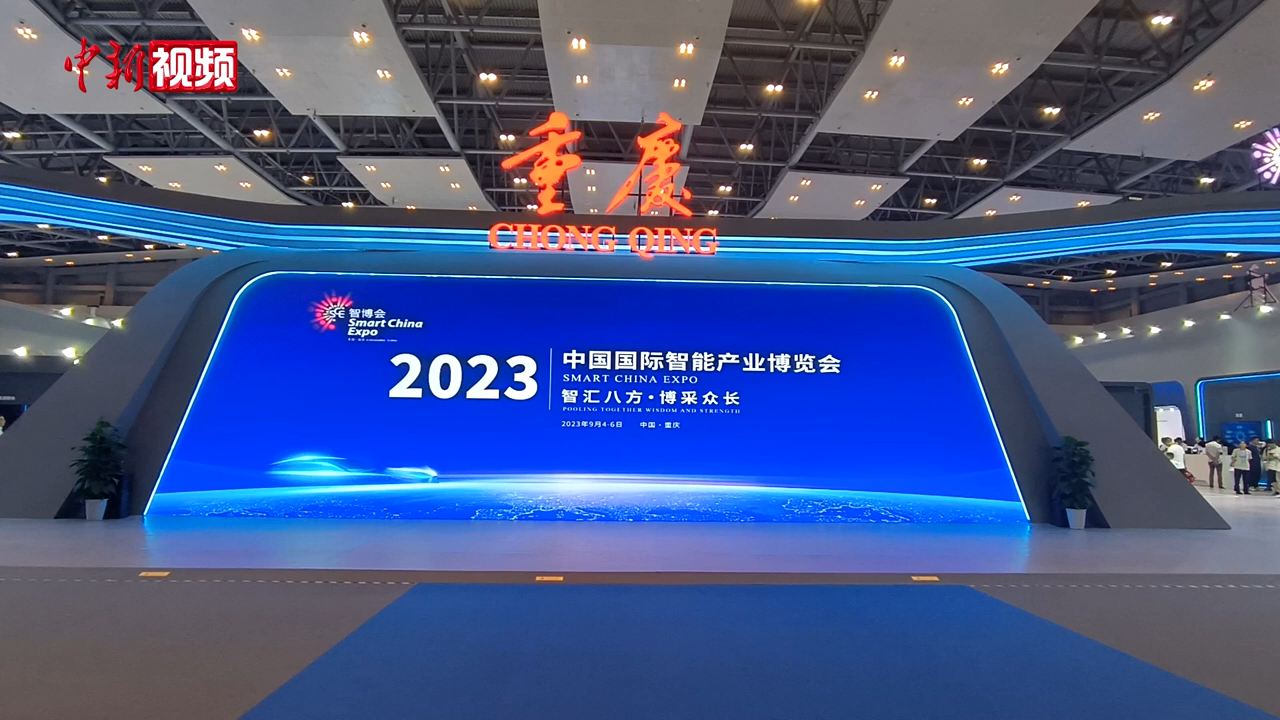 中新视频
重庆
CHONG QING
智博会
Smart China
Expo
2023
中国国际智能产业博览会
SMART CHINA EXPO
智汇八方·博采众长
POOLING TOGETHER WISDOM AND STRENGTH
2023年9月4-6日 中国·重庆